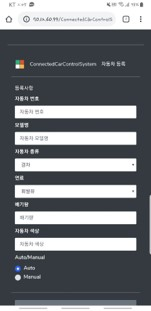 ConnectedCarControlSystem 자동차 등록
등록사항
자동차 번호
자동차 번호
모델명
자동차 모델명
자동차 종류
경차
연료
휘발유
배기량
배기량
자동차 색상
자동차 색상
Auto/Manual
Auto
Manual